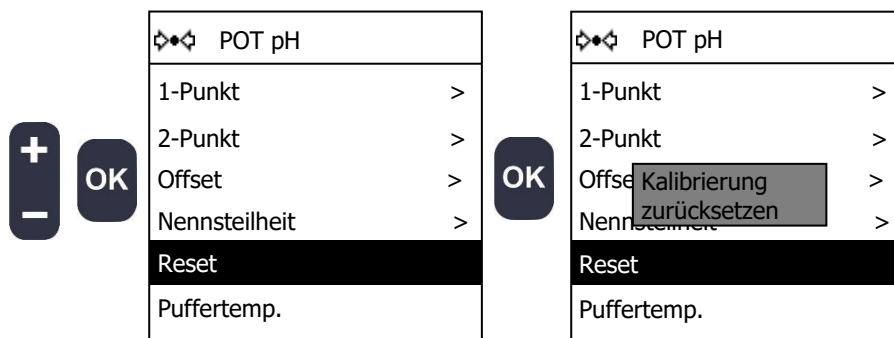 +
−
OK
POT pH
1-Punkt >
2-Punkt >
Offset >
Nennsteilheit >
Reset
Puffertemp.
OK
POT pH
1-Punkt >
2-Punkt >
Offse >
Kalibrierung
zurücksetzen
Nennsteilheit >
Reset
Puffertemp.